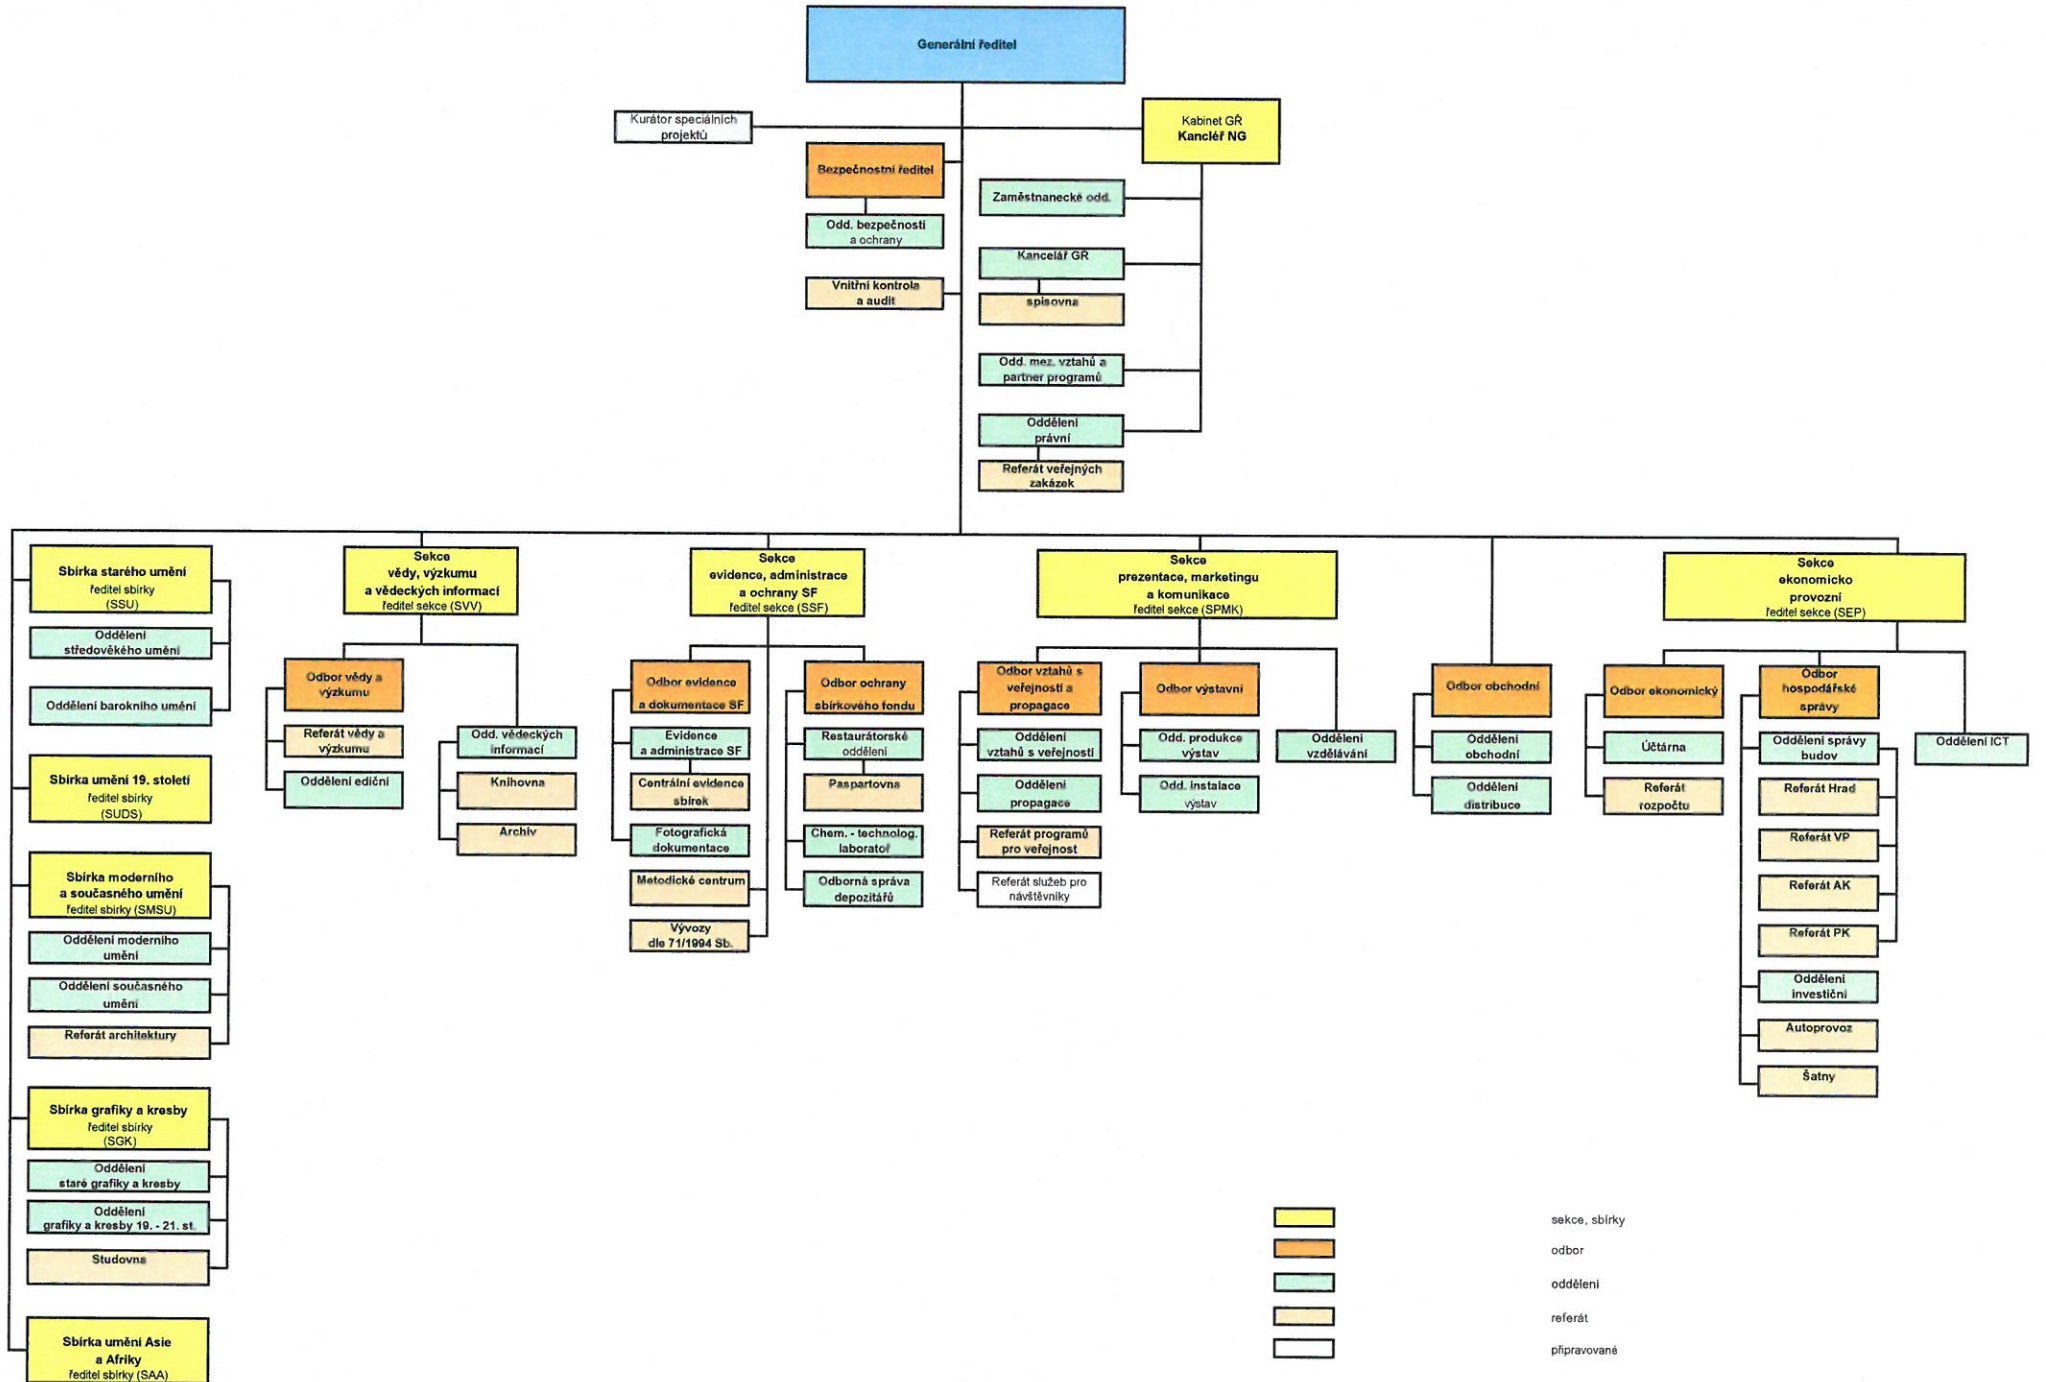 Generální ředitel
Kurátor speciálních
projektů
Kabinet GŘ
Kancléř NG
Bezpečnostní ředitel
Odd. bezpečnosti
a ochrany
Vnitřní kontrola
a audit
Zaměstnanecké odd.
Kancelář GŘ
spisovna
Odd. mez. vztahů a
partner programů
Oddělení
právní
Referát veřejných
zakázek
Sbírka starého umění
ředitel sbírky
(SSU)
Oddělení
středověkého umění
Oddělení barokního umění
Sbírka umění 19. století
ředitel sbírky
(SUDS)
Sbírka moderního
a současného umění
ředitel sbírky (SMSU)
Oddělení moderního
umění
Oddělení současného
umění
Referát architektury
Sbírka grafiky a kresby
ředitel sbírky
(SGK)
Oddělení
staré grafiky a kresby
Oddělení
grafiky a kresby 19. - 21. st.
Studovna
Sbírka umění Asie
a Afriky
ředitel sbírky (SAA)
Sekce
vědy, výzkumu
a vědeckých informací
ředitel sekce (SVV)
Odbor vědy a
výzkumu
Referát vědy a
výzkumu
Oddělení ediční
Odd. vědeckých
informací
Knihovna
Archiv
Sekce
evidence, administrace
a ochrany SF
ředitel sekce (SSF)
Odbor evidence
a dokumentace SF
Evidence
a administrace SF
Centrální evidence
sbírek
Fotografická
dokumentace
Metodické centrum
Vývozy
dle 71/1994 Sb.
Odbor ochrany
sbírkového fondu
Restaurátorské
oddělení
Paspartovna
Chem. - technolog.
laboratoř
Odborná správa
depozitářů
Sekce
prezentace, marketingu
a komunikace
ředitel sekce (SPMK)
Odbor vztahů s
veřejností a
propagace
Oddělení
vztahů s veřejností
Oddělení
propagace
Referát programů
pro veřejnost
Referát služeb pro
návštěvníky
Odbor výstavní
Odd. produkce
výstav
Odd. instalace
výstav
Oddělení
vzdělávání
Odbor obchodní
Oddělení
obchodní
Oddělení
distribuce
Sekce
ekonomicko
provozní
ředitel sekce (SEP)
Odbor ekonomický
Účtárna
Referát
rozpočtu
Odbor
hospodářské
správy
Oddělení správy
budov
Referát Hrad
Referát VP
Referát AK
Referát PK
Oddělení
investiční
Autoprovoz
Šatny
Oddělení ICT
sekce, sbírky
odbor
oddělení
referát
připravované